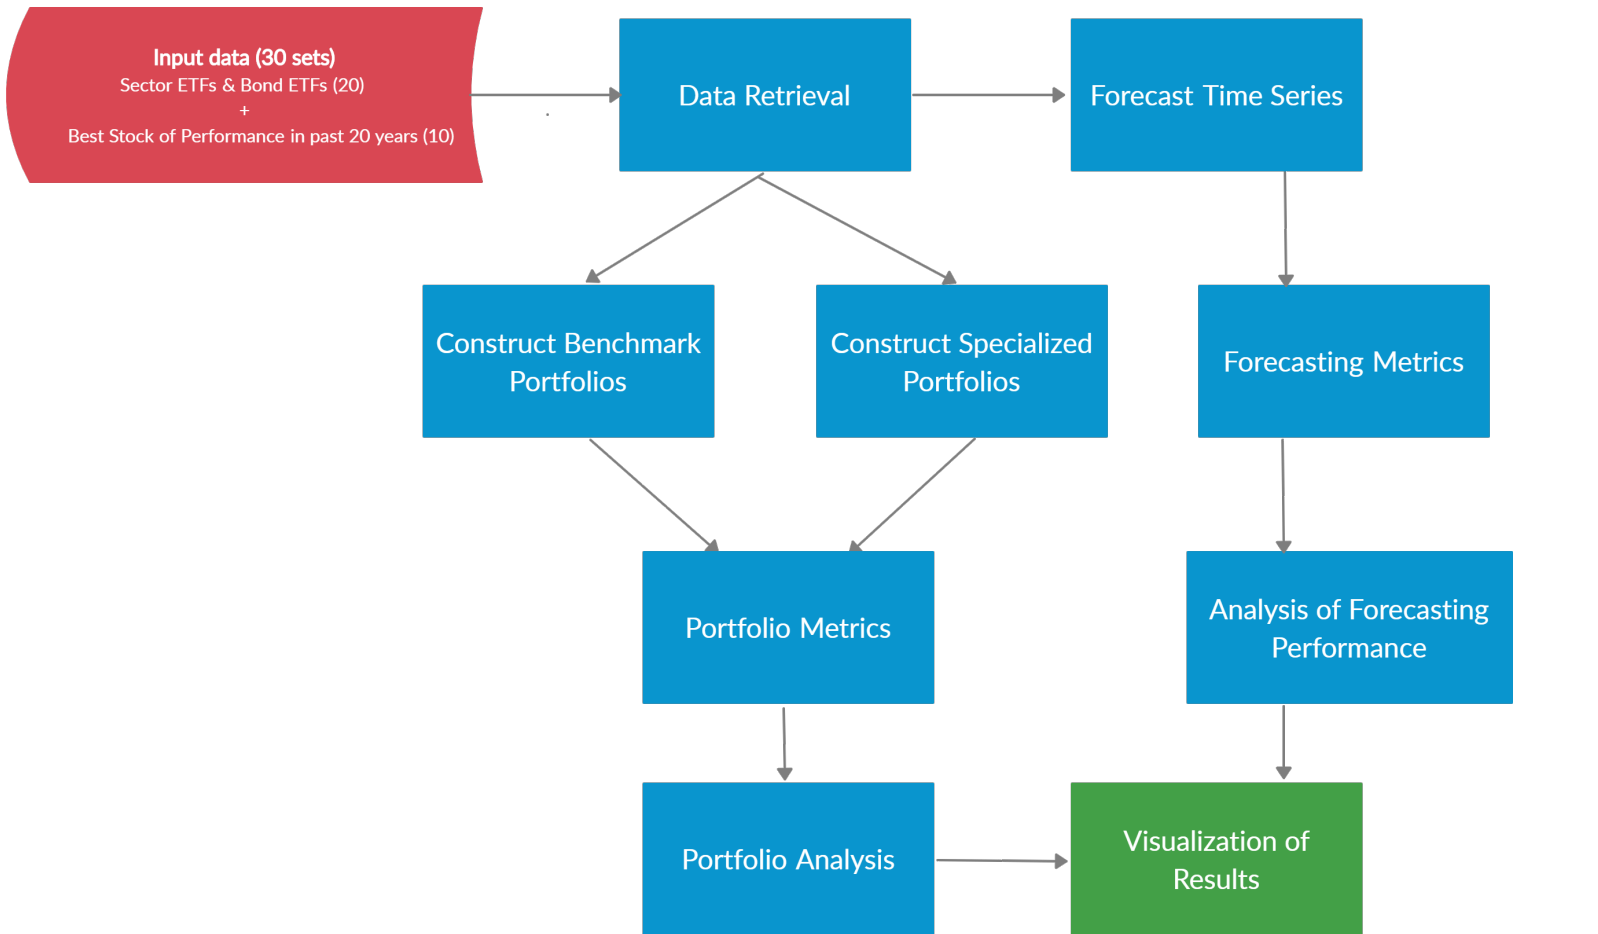 Input data (30 sets)
Sector ETFs & Bond ETFs (20)
+
Best Stock of Performance in past 20 years (10)
Data Retrieval
Forecast Time Series
Construct Benchmark
Portfolios
Construct Specialized
Portfolios
Forecasting Metrics
Portfolio Metrics
Analysis of Forecasting
Performance
Portfolio Analysis
Visualization of
Results